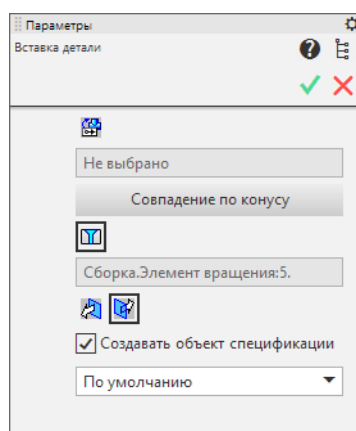 Параметры
Вставка детали
Не выбрано
Совпадение по конусу
Сборка.Элемент вращения:5.
Создавать объект спецификации
По умолчанию